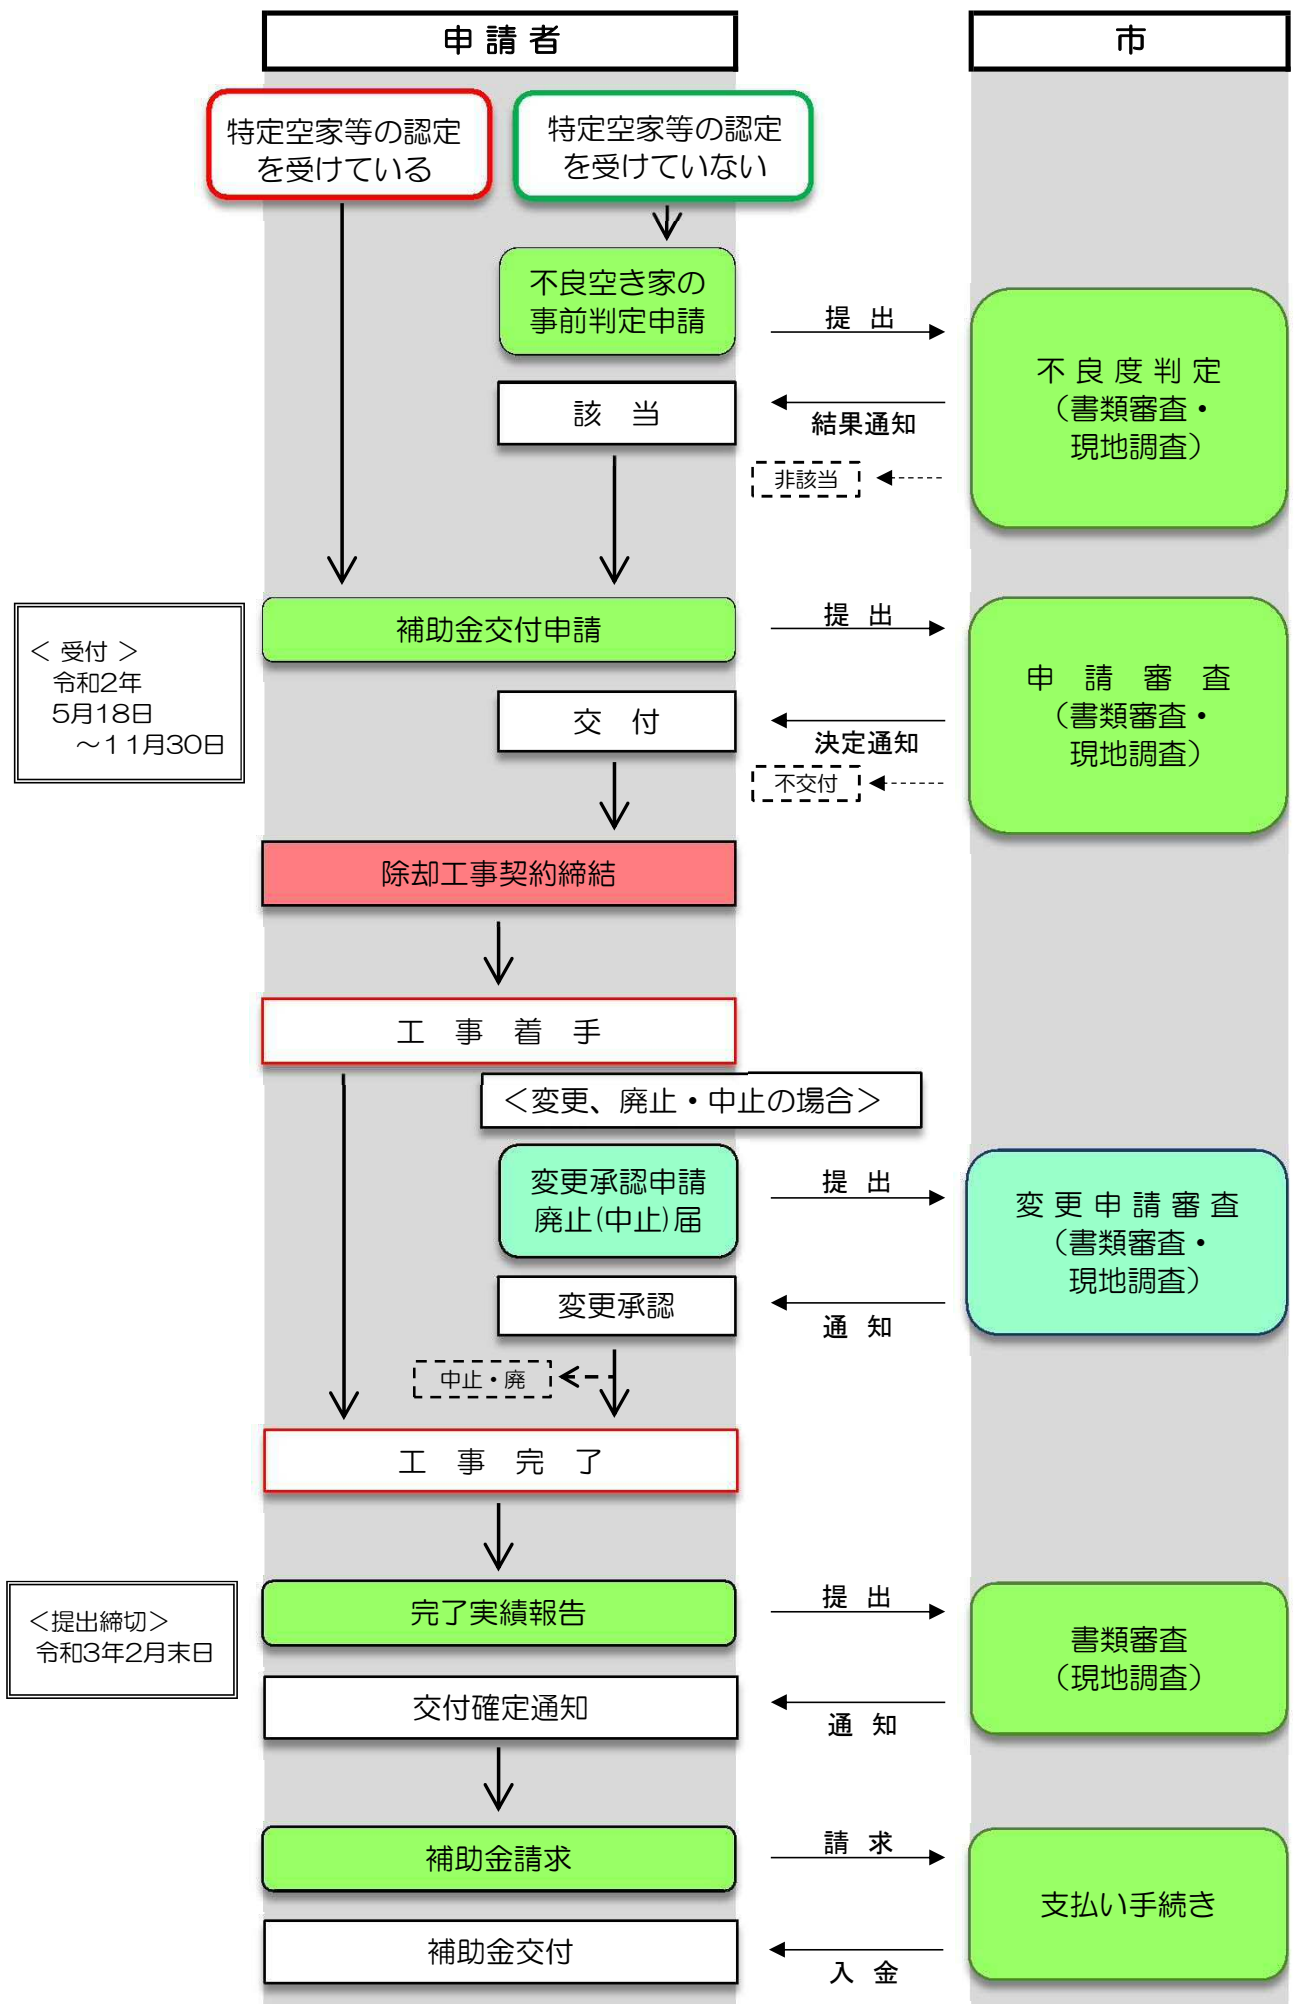 申請者
市
特定空家等の認定
を受けている
特定空家等の認定
を受けていない
不良空き家の
事前判定申請
提 出
不良度判定
（書類審査・
現地調査）
該 当
結果通知
非該当
＜ 受付 ＞
令和2年
5月18日
～11月30日
補助金交付申請
提 出
申 請 審 査
（書類審査・
現地調査）
交 付
決定通知
不交付
除却工事契約締結
工 事 着 手
＜変更、廃止・中止の場合＞
変更承認申請
廃止(中止)届
提 出
変更申請審査
（書類審査・
現地調査）
変更承認
通 知
中止・廃
工 事 完 了
＜提出締切＞
令和3年2月末日
完了実績報告
提 出
書類審査
（現地調査）
交付確定通知
通 知
補助金請求
請 求
支払い手続き
補助金交付
入 金